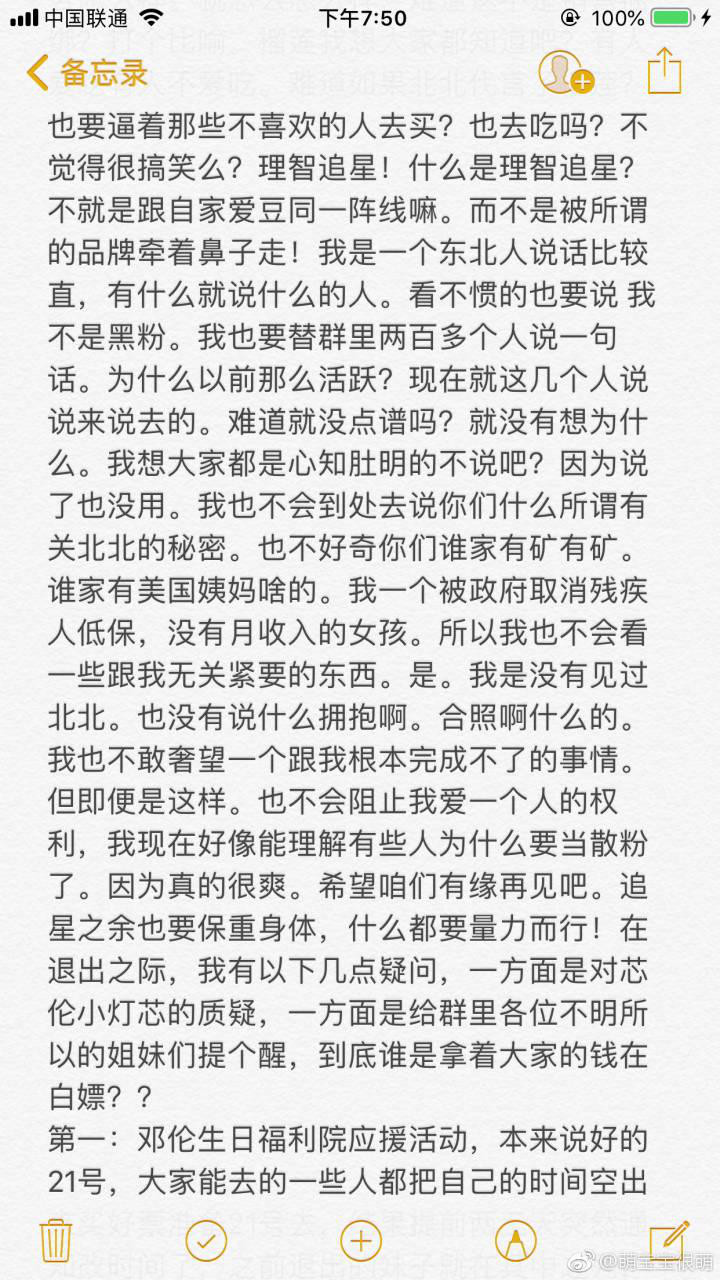 中国联通
下午7:50
100%
备忘录
也要逼着那些不喜欢的人去买？也去吃吗？不
觉得很搞笑么？理智追星！什么是理智追星？
不就是跟自家爱豆同一阵线嘛。而不是被所谓
的品牌牵着鼻子走！我是一个东北人说话比较
直，有什么就说什么的人。看不惯的也要说 我
不是黑粉。我也要替群里两百多个人说一句
话。为什么以前那么活跃？现在就这几个人说
说来说去的。难道就没点谱吗？就没有想为什
么。我想大家都是心知肚明的不说吧？因为说
了也没用。我也不会到处去说你们什么所谓有
关北北的秘密。也不好奇你们谁家有矿有矿。
谁家有美国姨妈啥的。我一个被政府取消残疾
人低保，没有月收入的女孩。所以我也不会看
一些跟我无关紧要的东西。是。我是没有见过
北北。也没有说什么拥抱啊。合照啊什么的。
我也不敢奢望一个跟我根本完成不了的事情。
但即便是这样。也不会阻止我爱一个人的权
利，我现在好像能理解有些人为什么要当散粉
了。因为真的很爽。希望咱们有缘再见吧。追
星之余也要保重身体，什么都要量力而行！在
退出之际，我有以下几点疑问，一方面是对芯
伦小灯芯的质疑，一方面是给群里各位不明所
以的姐妹们提个醒，到底谁是拿着大家的钱在
白嫖？？
第一：邓伦生日福利院应援活动，本来说好的
21号，大家能去的一些人都把自己的时间空出
@萌宝宝很萌